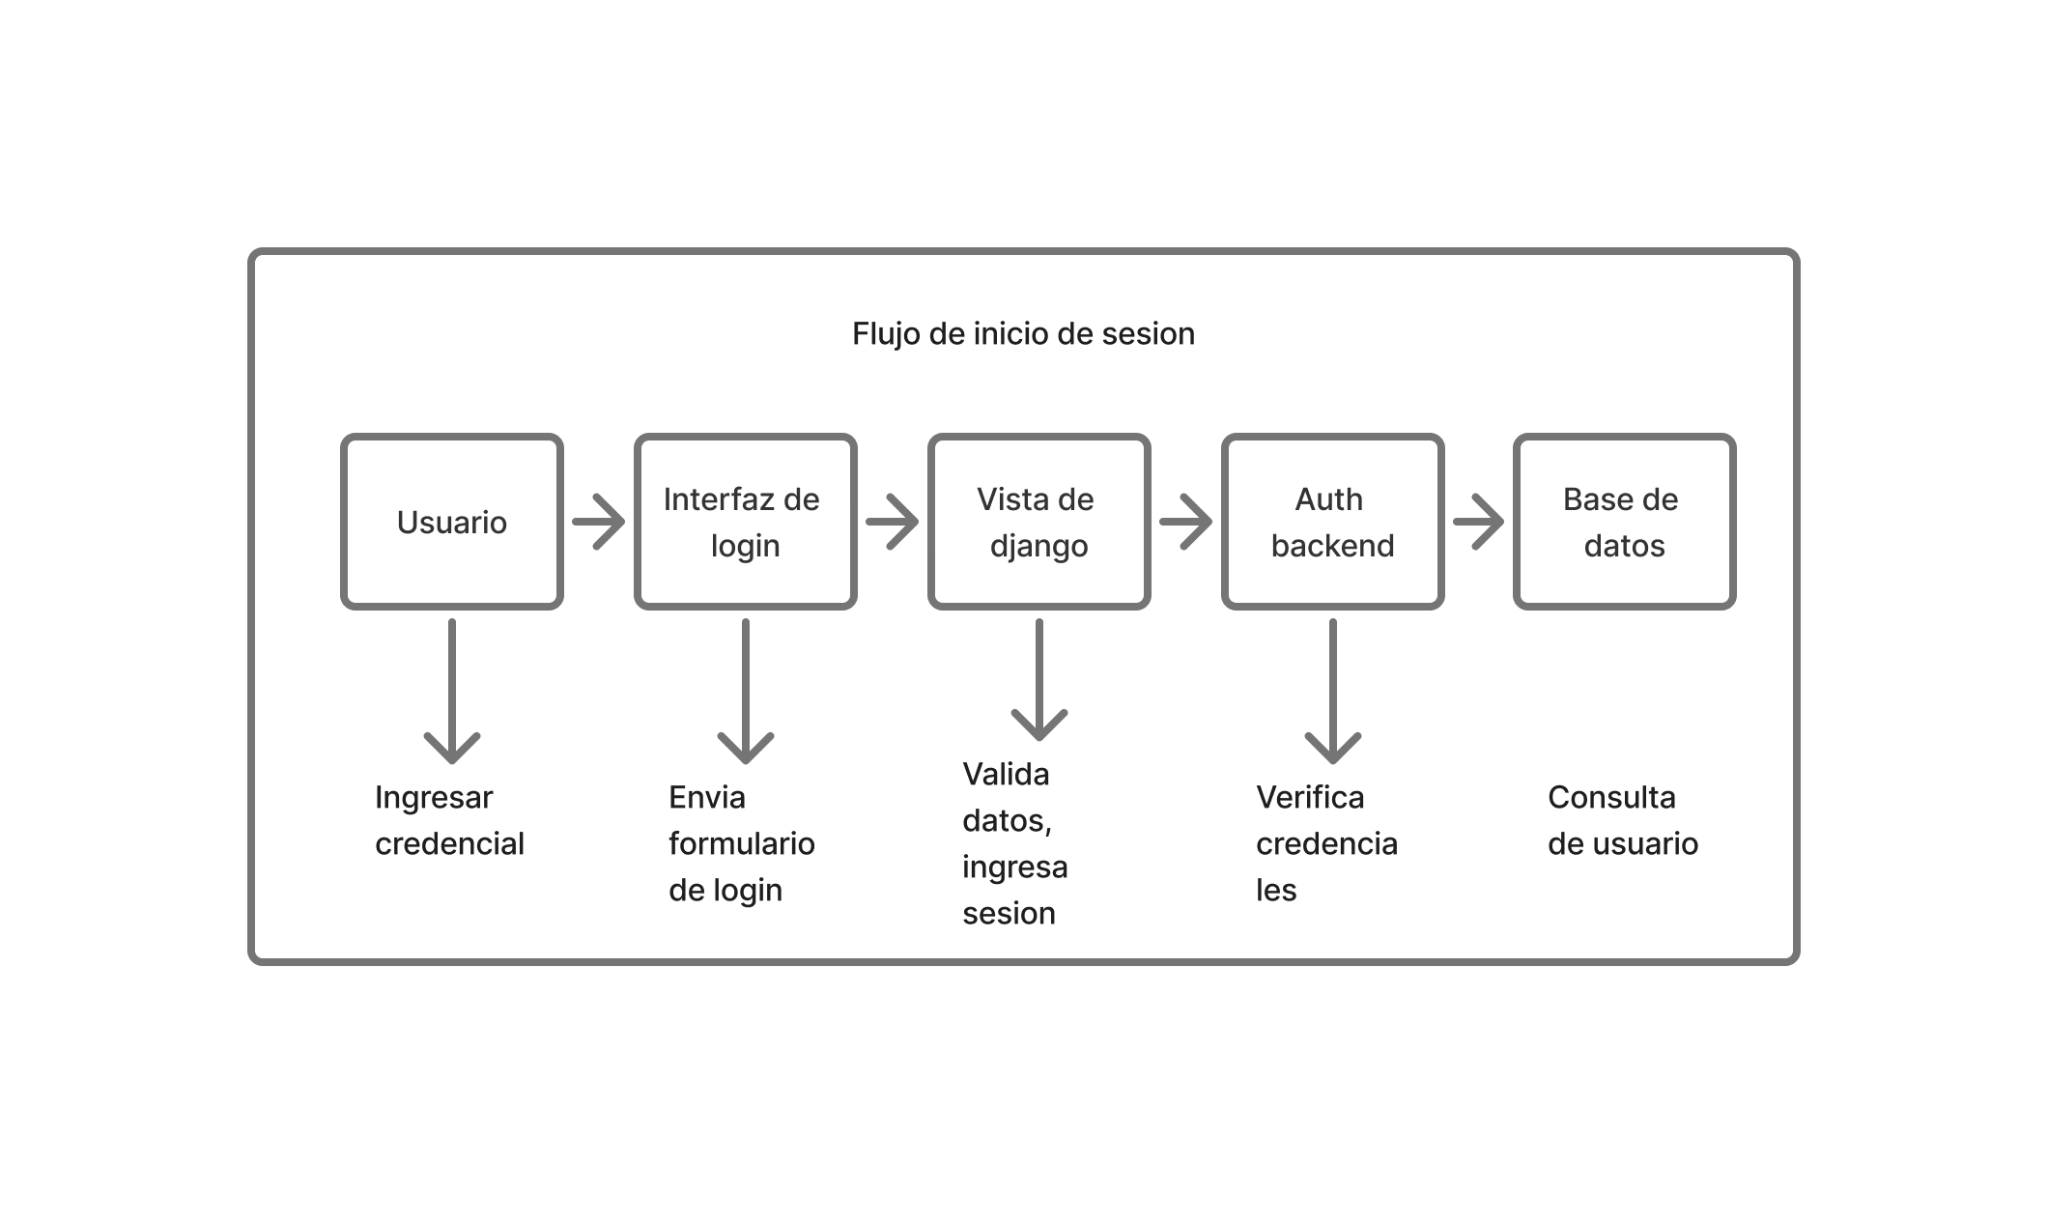 Flujo de inicio de sesion
Usuario
Interfaz de
login
Vista de
django
Auth
backend
Base de
datos
Ingresar
credencial
Envia
formulario
de login
Valida
datos,
ingresa
sesion
Verifica
credencia
les
Consulta
de usuario